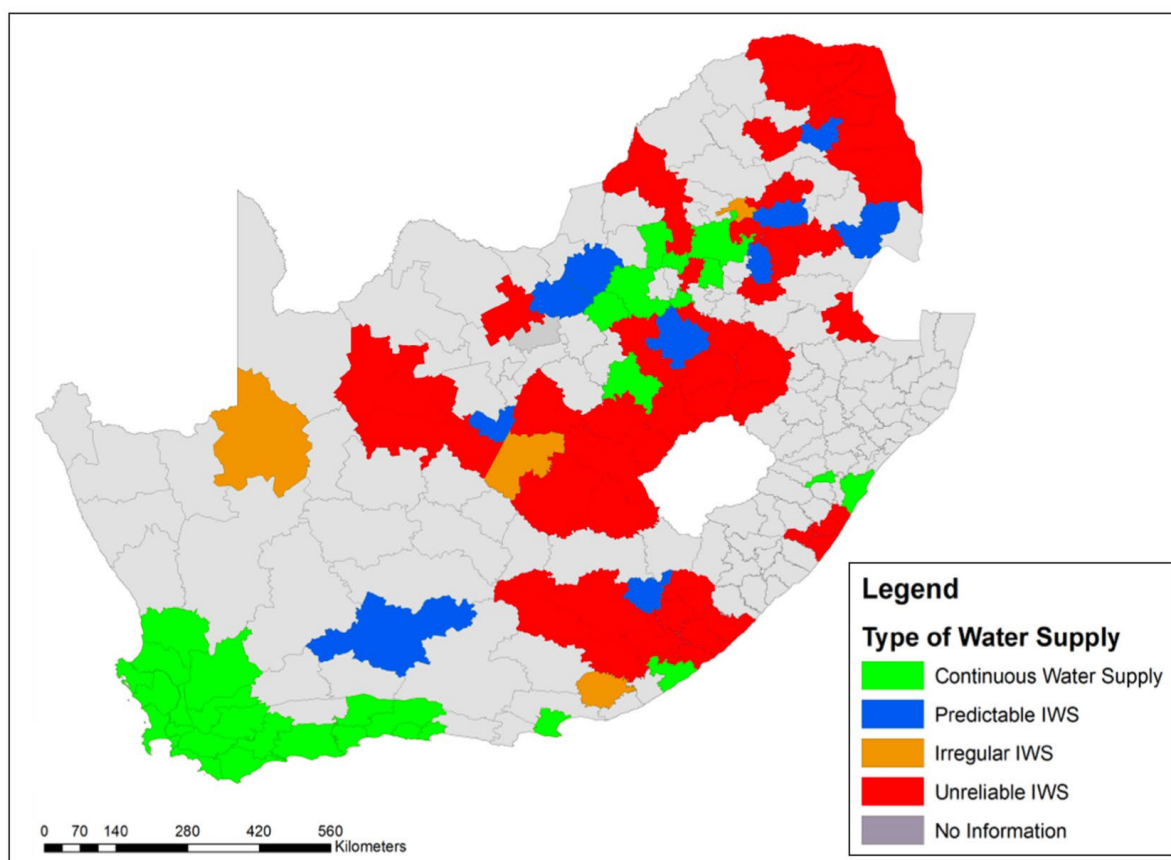 Legend
Type of Water Supply
Continuous Water Supply
Predictable IWS
Irregular IWS
Unreliable IWS
No Information
0 70 140 280 420 560
Kilometers